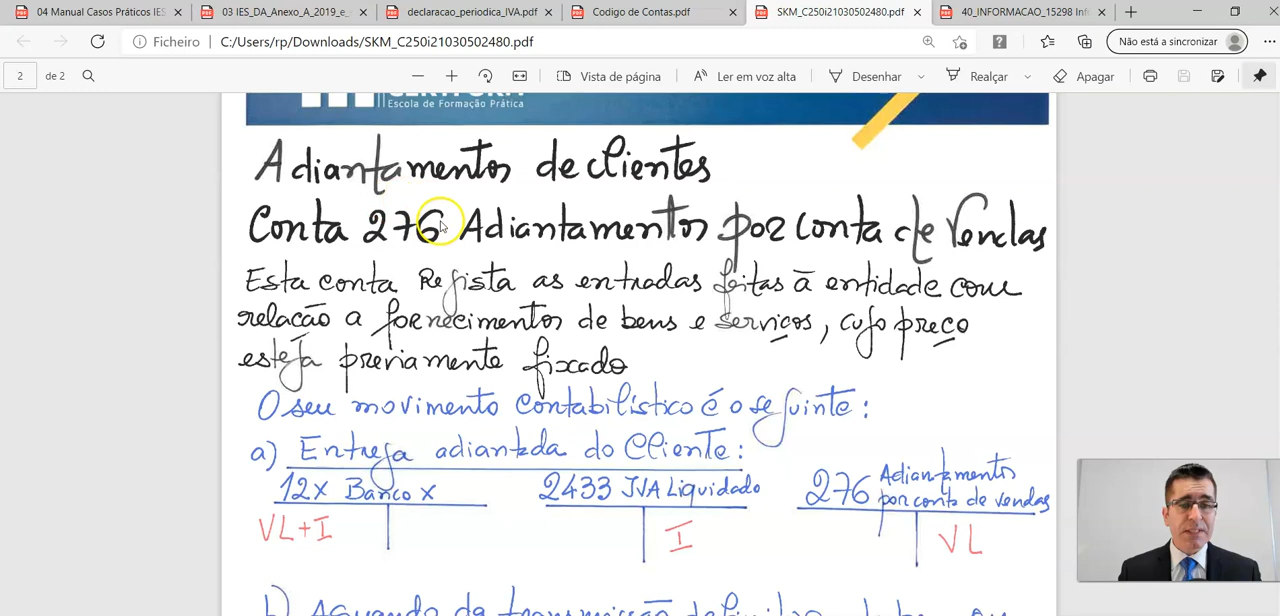 04 Manual Casos Práticos IES
03 IES_DA_Anexo_A_2019_e_
declaracao_periodica_IVA.pdf
Codigo de Contas.pdf
SKM_C250i21030502480.pdf
40_INFORMACAO_15298 Inf
Ficheiro C:/Users/rp/Downloads/SKM_C250i21030502480.pdf
Não está a sincronizar
2 de 2
Vista de página
Ler em voz alta
Desenhar
Realçar
Apagar
Escola de Formação Prática
Adiantamentos de clientes
Conta 276 Adiantamentos por conta de Vendas
Esta conta Regista as entradas feitas à entidade com
relacão a fornecimentos de bens e serviços, cujo preço
esteja previamente fixado
O seu movimento contabilístico é o seguinte:
a) Entrega adiantada do Cliente:
12x Banco X
2433 IVA Liquidado
276 Adiantamentos
por conta de vendas
VL+I
I
VL